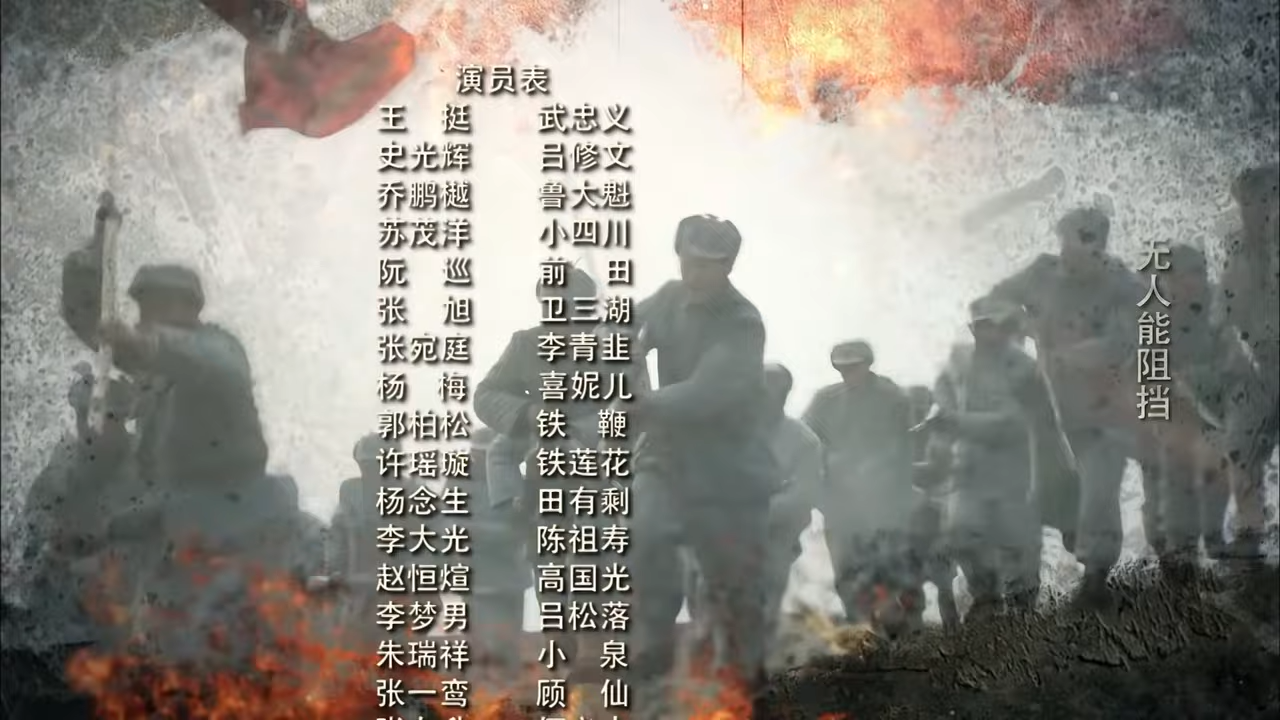 演员表
王 挺 武忠义
史光辉 吕修文
乔鹏樾 鲁大魁
苏茂洋 小四川
阮 巡 前 田
张 旭 卫三湖
张宛庭 李青韭
杨 梅 喜妮儿
郭柏松 铁 鞭
许瑶璇 铁莲花
杨念生 田有剩
李大光 陈祖寿
赵恒煊 高国光
李梦男 吕松落
朱瑞祥 小 泉
张一鸾 顾 仙
无人能阻挡